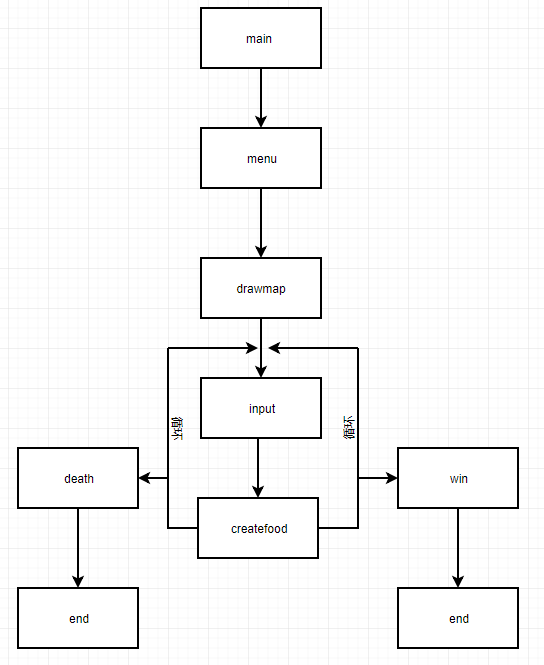 main
menu
drawmap
input
循环
循环
death
win
createfood
end
end